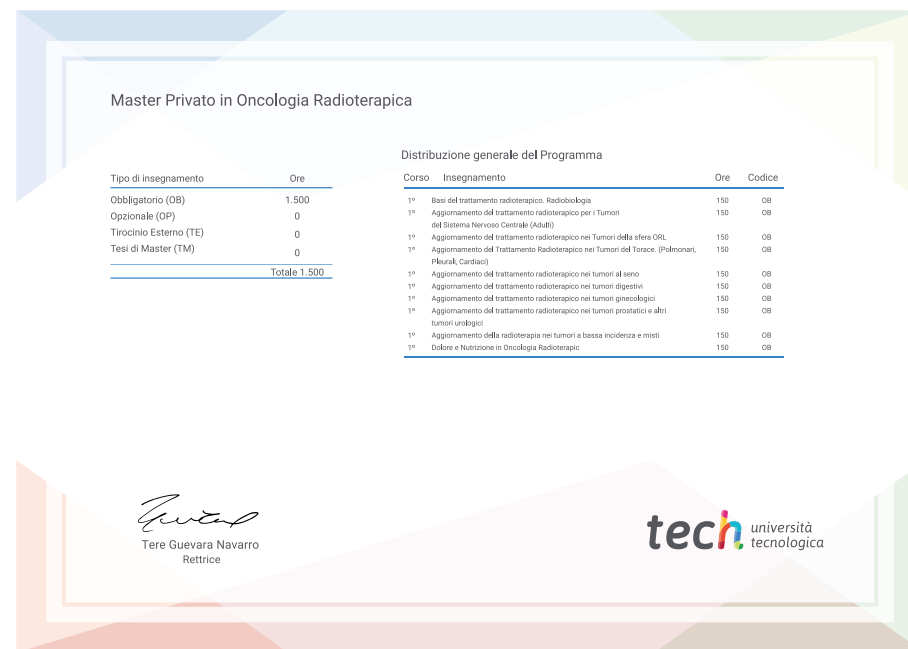 Master Privato in Oncologia Radioterapica
Tipo di insegnamento Ore
Obbligatorio (OB) 1.500
Opzionale (OP) 0
Tirocinio Esterno (TE) 0
Tesi di Master (TM) 0
Totale 1.500
Distribuzione generale del Programma
Corso Insegnamento Ore Codice
1º Basi del trattamento radioterapico. Radiobiologia 150 OB
1º Aggiornamento del trattamento radioterapico per i Tumori 150 OB
del Sistema Nervoso Centrale (Adulti)
1º Aggiornamento del trattamento radioterapico nei Tumori della sfera ORL 150 OB
1º Aggiornamento del Trattamento Radioterapico nei Tumori del Torace. (Polmonari, 150 OB
Pleurali, Cardiaci)
1º Aggiornamento del trattamento radioterapico nei tumori al seno 150 OB
1º Aggiornamento del trattamento radioterapico nei tumori digestivi 150 OB
1º Aggiornamento del trattamento radioterapico nei tumori ginecologici 150 OB
1º Aggiornamento del trattamento radioterapico nei tumori prostatici e altri 150 OB
tumori urologici
1º Aggiornamento della radioterapia nei tumori a bassa incidenza e misti 150 OB
1º Dolore e Nutrizione in Oncologia Radioterapic 150 OB
Tere Guevara Navarro
Rettrice
tech università
tecnologica